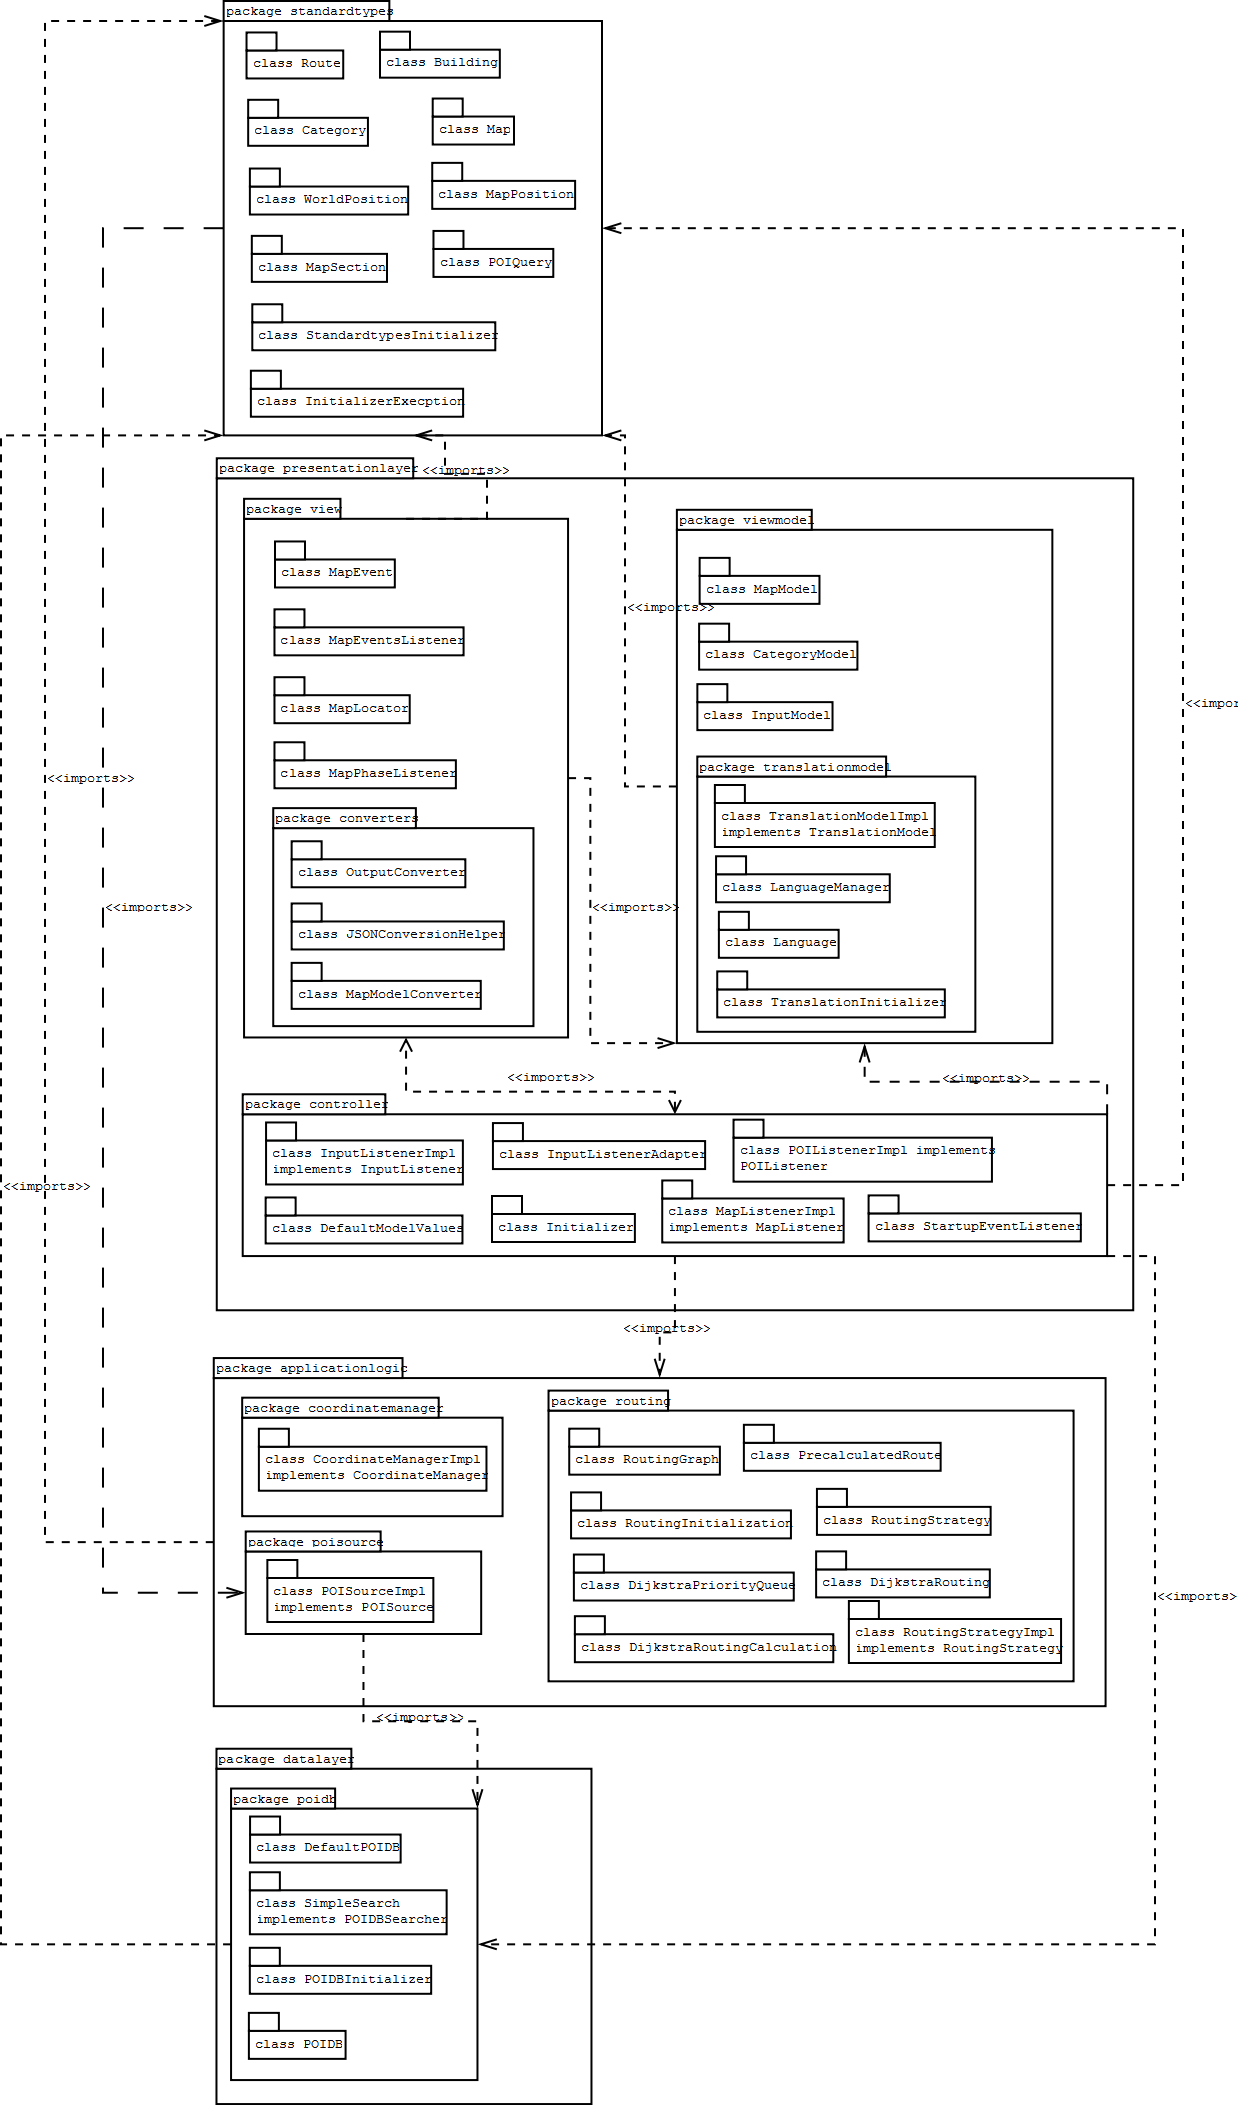 package standardtypes
class Route
class Building
class Category
class Map
class WorldPosition
class MapPosition
class MapSection
class POIQuery
class StandardtypesInitializer
class InitializerExecption
<<imports>>
package presentationlayer
package view
package viewmodel
class MapEvent
class MapModel
<<imports>>
class MapEventsListener
class CategoryModel
class MapLocator
class InputModel
<<impor
class MapPhaseListener
<<imports>>
package translationmodel
package converters
class TranslationModelImpl
implements TranslationModel
class OutputConverter
class LanguageManager
<<imports>>
<<imports>>
class JSONConversionHelper
class Language
class MapModelConverter
class TranslationInitializer
<<imports>>
<<imports>>
package controller
class InputListenerImpl
implements InputListener
class InputListenerAdapter
class POIListenerImpl implements
POIListener
<<imports>>
class DefaultModelValues
class Initializer
class MapListenerImpl
implements MapListener
class StartupEventListener
<<imports>>
package applicationlogic
package coordinatemanager
package routing
class CoordinateManagerImpl
implements CoordinateManager
class RoutingGraph
class PrecalculatedRoute
class RoutingInitialization
class RoutingStrategy
package poisource
class POISourceImpl
implements POISource
class DijkstraPriorityQueue
class DijkstraRouting
<<imports>
class DijkstraRoutingCalculation
class RoutingStrategyImpl
implements RoutingStrategy
<<imports>>
package datalayer
package poidb
class DefaultPOIDB
class SimpleSearch
implements POIDBSearcher
class POIDBInitializer
class POIDB